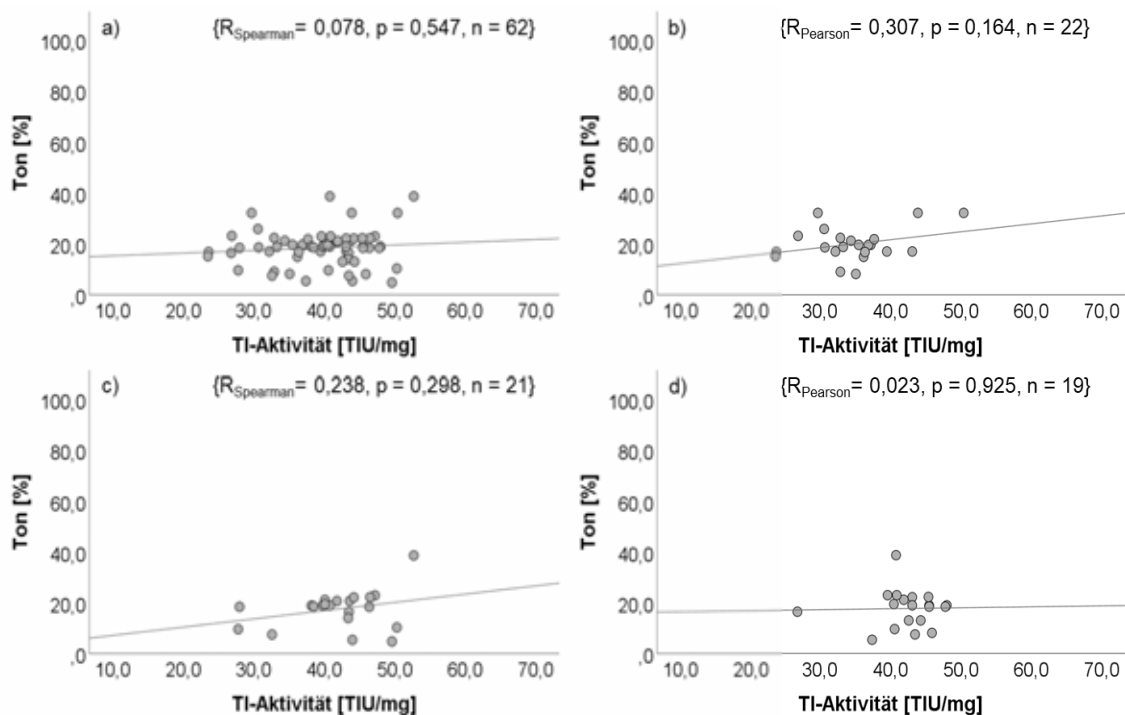 a) {R_Spearman = 0,078, p = 0,547, n = 62}
100,0
80,0
60,0
40,0
20,0
,0
Ton [%]
10,0 20,0 30,0 40,0 50,0 60,0 70,0
TI-Aktivität [TIU/mg]
b) {R_Pearson = 0,307, p = 0,164, n = 22}
100,0
80,0
60,0
40,0
20,0
,0
Ton [%]
10,0 20,0 30,0 40,0 50,0 60,0 70,0
TI-Aktivität [TIU/mg]
c) {R_Spearman = 0,238, p = 0,298, n = 21}
100,0
80,0
60,0
40,0
20,0
,0
Ton [%]
10,0 20,0 30,0 40,0 50,0 60,0 70,0
TI-Aktivität [TIU/mg]
d) {R_Pearson = 0,023, p = 0,925, n = 19}
100,0
80,0
60,0
40,0
20,0
,0
Ton [%]
10,0 20,0 30,0 40,0 50,0 60,0 70,0
TI-Aktivität [TIU/mg]